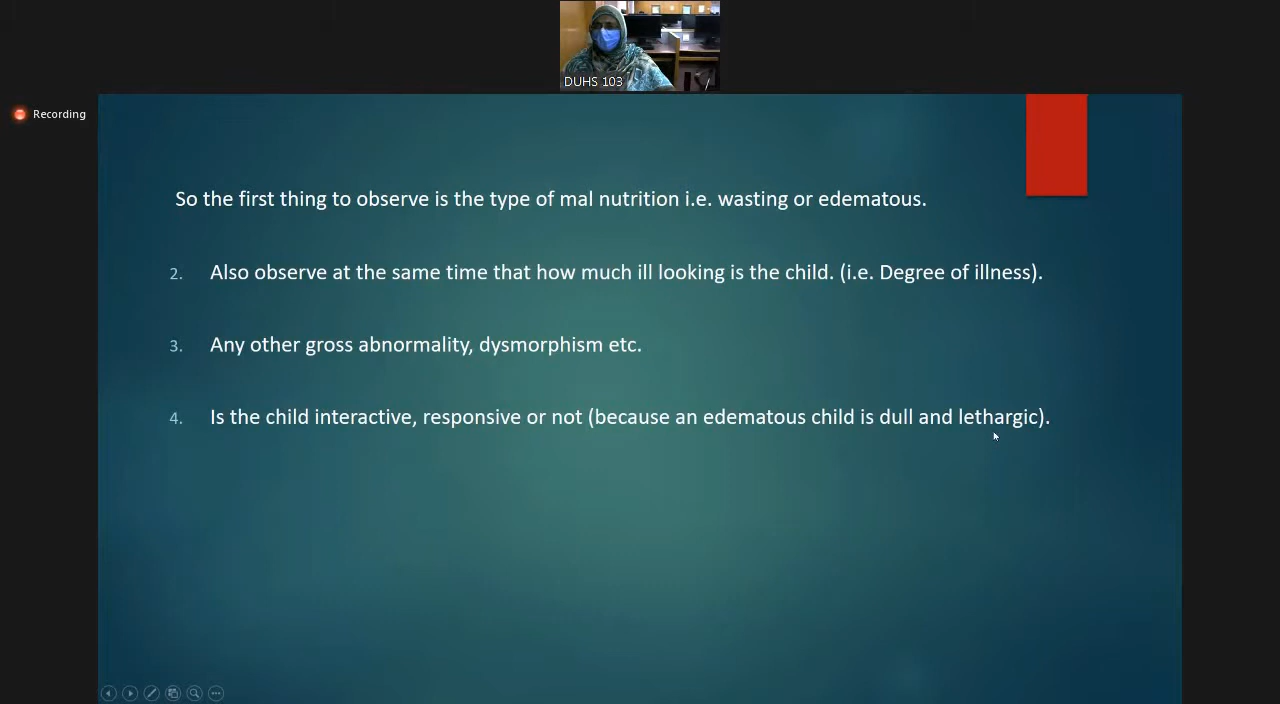 DUHS 103
Recording
So the first thing to observe is the type of mal nutrition i.e. wasting or edematous.
2. Also observe at the same time that how much ill looking is the child. (i.e. Degree of illness).
3. Any other gross abnormality, dysmorphism etc.
4. Is the child interactive, responsive or not (because an edematous child is dull and lethargic).